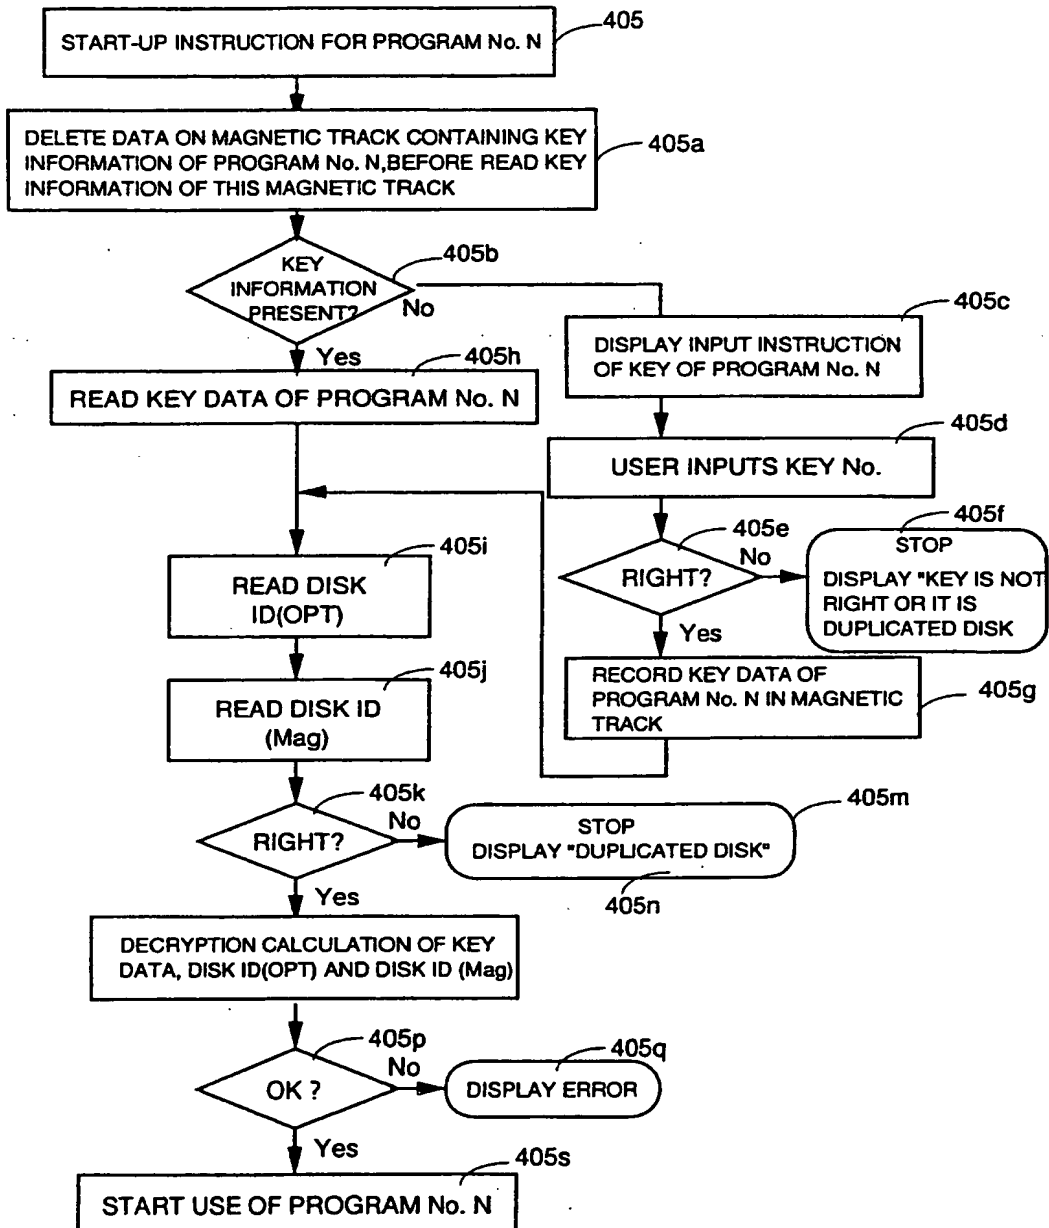 405
START-UP INSTRUCTION FOR PROGRAM No. N
DELETE DATA ON MAGNETIC TRACK CONTAINING KEY
INFORMATION OF PROGRAM No. N,BEFORE READ KEY
INFORMATION OF THIS MAGNETIC TRACK
405a
KEY
INFORMATION
PRESENT?
405b
No
Yes
405c
DISPLAY INPUT INSTRUCTION
OF KEY OF PROGRAM No. N
405h
READ KEY DATA OF PROGRAM No. N
405d
USER INPUTS KEY No.
405e
RIGHT?
No
Yes
405f
STOP
DISPLAY "KEY IS NOT
RIGHT OR IT IS
DUPLICATED DISK
405i
READ DISK
ID(OPT)
405g
RECORD KEY DATA OF
PROGRAM No. N IN MAGNETIC
TRACK
405j
READ DISK ID
(Mag)
405k
RIGHT?
No
Yes
405m
STOP
DISPLAY "DUPLICATED DISK"
405n
DECRYPTION CALCULATION OF KEY
DATA, DISK ID(OPT) AND DISK ID (Mag)
405p
OK ?
No
Yes
405q
DISPLAY ERROR
405s
START USE OF PROGRAM No. N